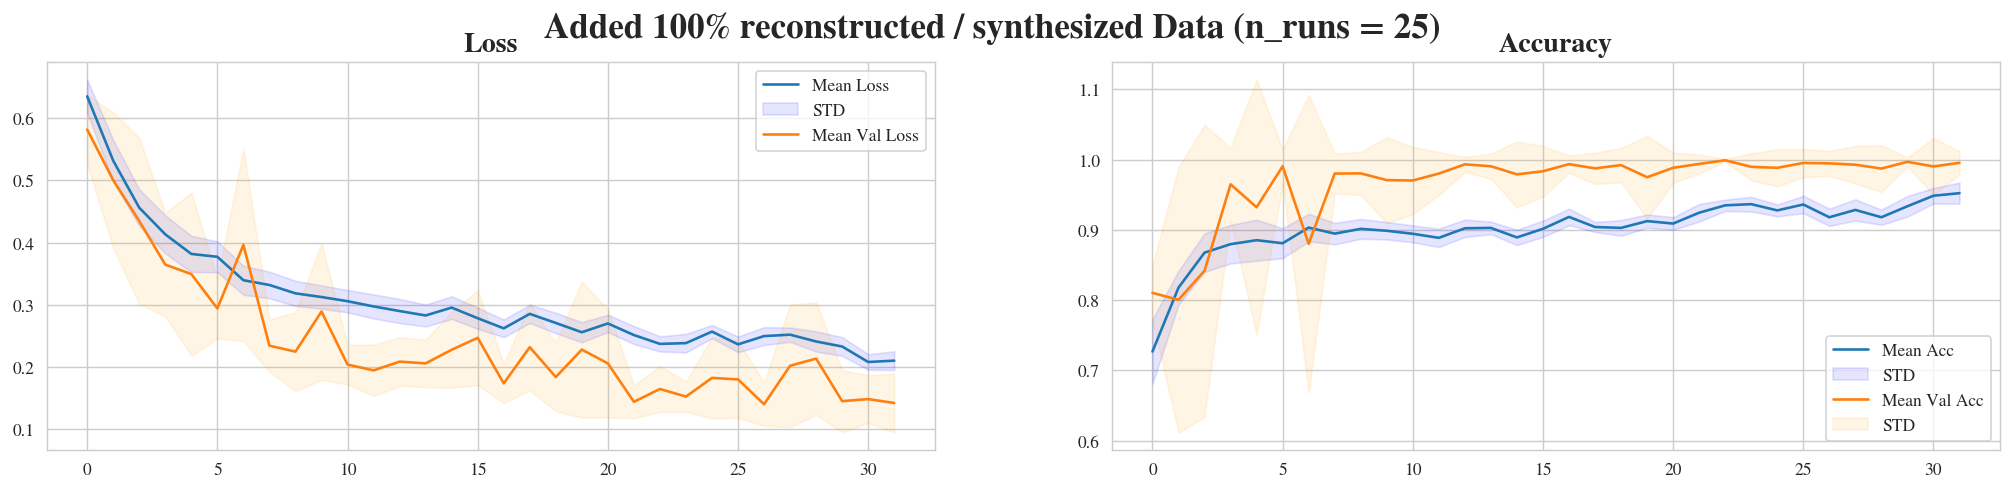 Added 100% reconstructed / synthesized Data (n_runs = 25)
Loss
Accuracy
Mean Loss
STD
Mean Val Loss
0.6
0.5
0.4
0.3
0.2
0.1
0 5 10 15 20 25 30
1.1
1.0
0.9
0.8
0.7
0.6
Mean Acc
STD
Mean Val Acc
STD
0 5 10 15 20 25 30